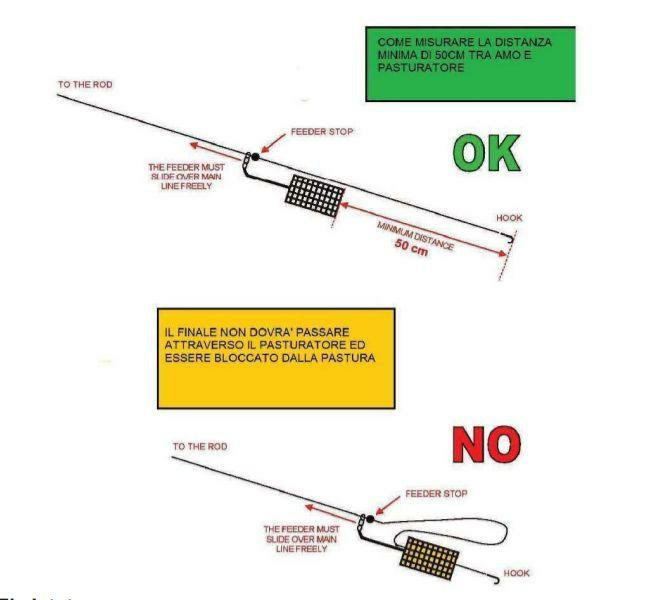 COME MISURARE LA DISTANZA
MINIMA DI 50CM TRA AMO E
PASTURATORE
TO THE ROD
OK
FEEDER STOP
THE FEEDER MUST
SLIDE OVER MAIN
LINE FREELY
HOOK
MINIMUM DISTANCE
50 cm
IL FINALE NON DOVRA' PASSARE
ATTRAVERSO IL PASTURATORE ED
ESSERE BLOCCATO DALLA PASTURA
NO
TO THE ROD
FEEDER STOP
THE FEEDER MUST
SLIDE OVER MAIN
LINE FREELY
HOOK